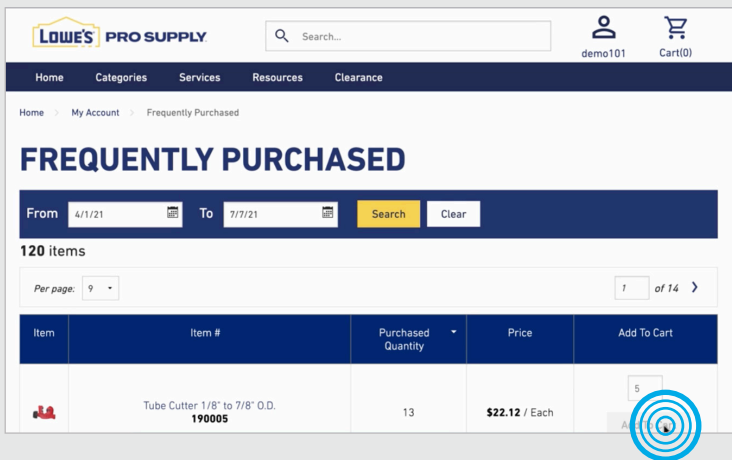 LOWE'S PRO SUPPLY
Search...
demo101
Cart(0)
Home Categories Services Resources Clearance
Home > My Account > Frequently Purchased
FREQUENTLY PURCHASED
From 4/1/21 To 7/7/21 Search Clear
120 items
Per page: 9 1 of 14 >
Item Item # Purchased Quantity Price Add To Cart
Tube Cutter 1/8" to 7/8" O.D.
190005
13 $22.12 / Each
5
Add To Cart